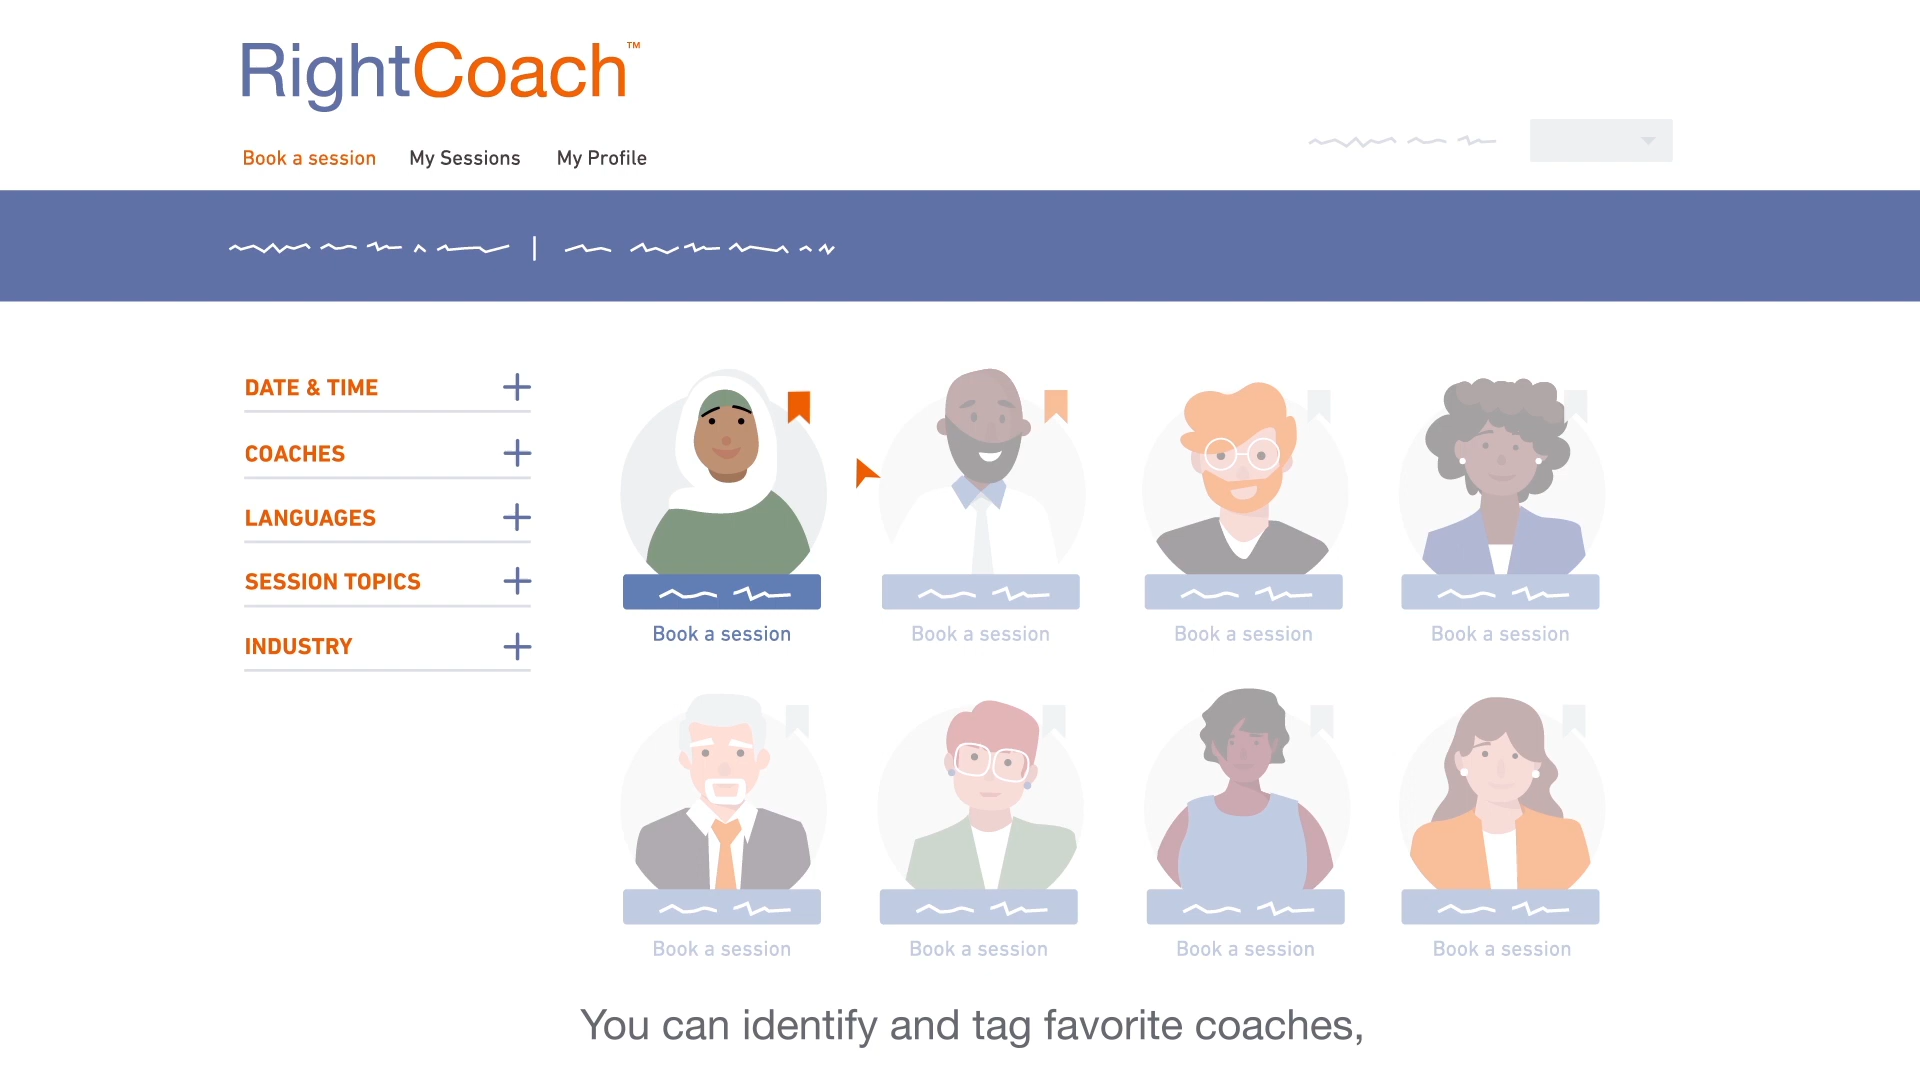 RightCoach™
Book a session My Sessions My Profile
DATE & TIME
COACHES
LANGUAGES
SESSION TOPICS
INDUSTRY
Book a session Book a session Book a session Book a session
Book a session Book a session Book a session Book a session
You can identify and tag favorite coaches,